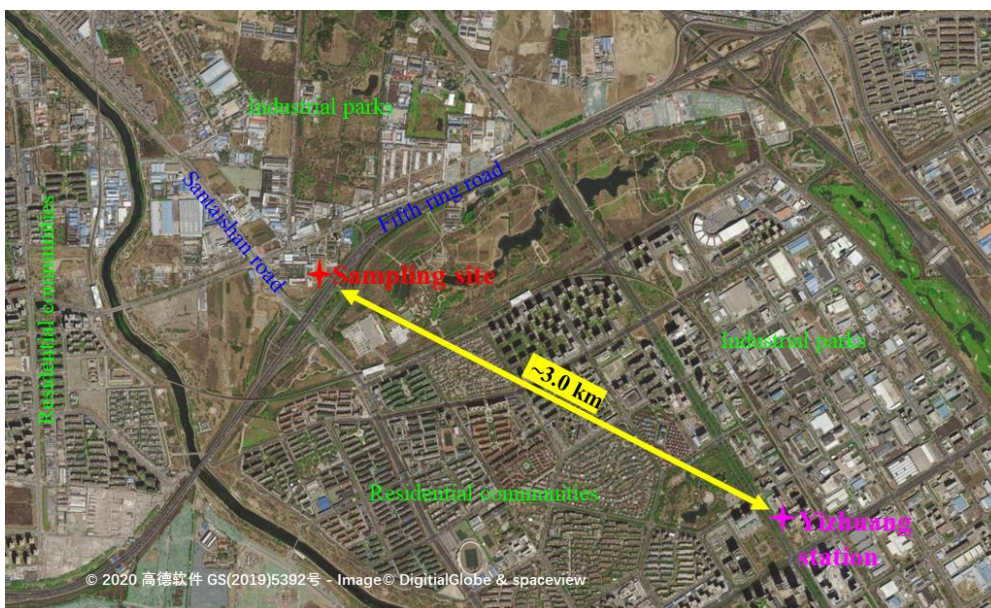 Industrial parks
Santaishan road
Fifth ring road
Residential communities
Sampling site
Industrial parks
~3.0 km
Residential communities
Yizhuang
station
© 2020 高德软件 GS(2019)5392号 - Image © DigitialGlobe & spaceview